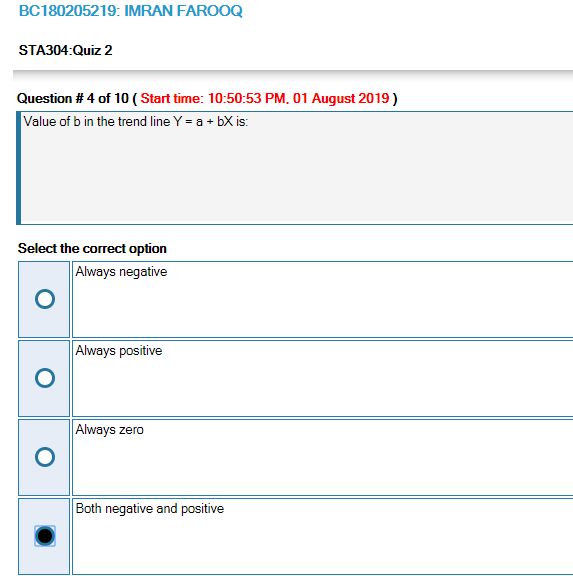 BC180205219: IMRAN FAROOQ
STA304:Quiz 2
Question # 4 of 10 ( Start time: 10:50:53 PM, 01 August 2019 )
Value of b in the trend line Y = a + bX is:
Select the correct option
Always negative
Always positive
Always zero
Both negative and positive